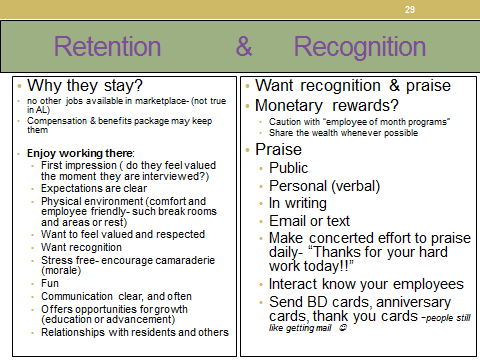 29
Retention & Recognition
Why they stay?
no other jobs available in marketplace- (not true
in AL)
Compensation & benefits package may keep
them
Enjoy working there-
First impression ( do they feel valued
the moment they are interviewed?)
Expectations are clear
Physical environment (comfort and
employee friendly- such break rooms
and areas or rest)
Want to feel valued and respected
Want recognition
Stress free- encourage camaraderie
(morale)
Fun
Communication clear, and often
Offers opportunities for growth
(education or advancement)
Relationships with residents and others
Want recognition & praise
Monetary rewards?
Caution with “employee of month programs”
Share the wealth whenever possible
Praise
Public
Personal (verbal)
In writing
Email or text
Make concerted effort to praise
daily- “Thanks for your hard
work today!!”
Interact know your employees
Send BD cards, anniversary
cards, thank you cards –people still
like getting mail ☺